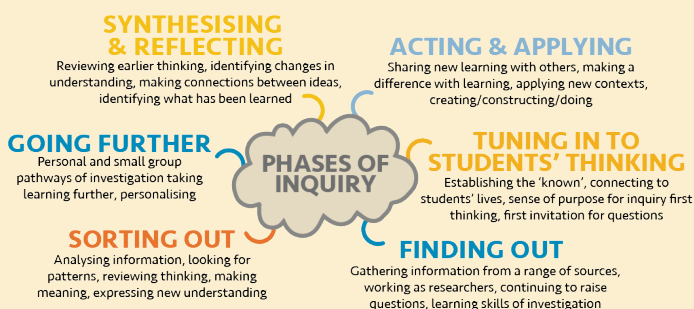 SYNTHESISING
& REFLECTING
Reviewing earlier thinking, identifying changes in
understanding, making connections between ideas,
identifying what has been learned
ACTING & APPLYING
Sharing new learning with others, making a
difference with learning, applying new contexts,
creating/constructing/doing
GOING FURTHER
Personal and small group
pathways of investigation taking
learning further, personalising
PHASES OF
INQUIRY
TUNING IN TO
STUDENTS' THINKING
Establishing the 'known', connecting to
students' lives, sense of purpose for inquiry first
thinking, first invitation for questions
SORTING OUT
Analysing information, looking for
patterns, reviewing thinking, making
meaning, expressing new understanding
FINDING OUT
Gathering information from a range of sources,
working as researchers, continuing to raise
questions, learning skills of investigation